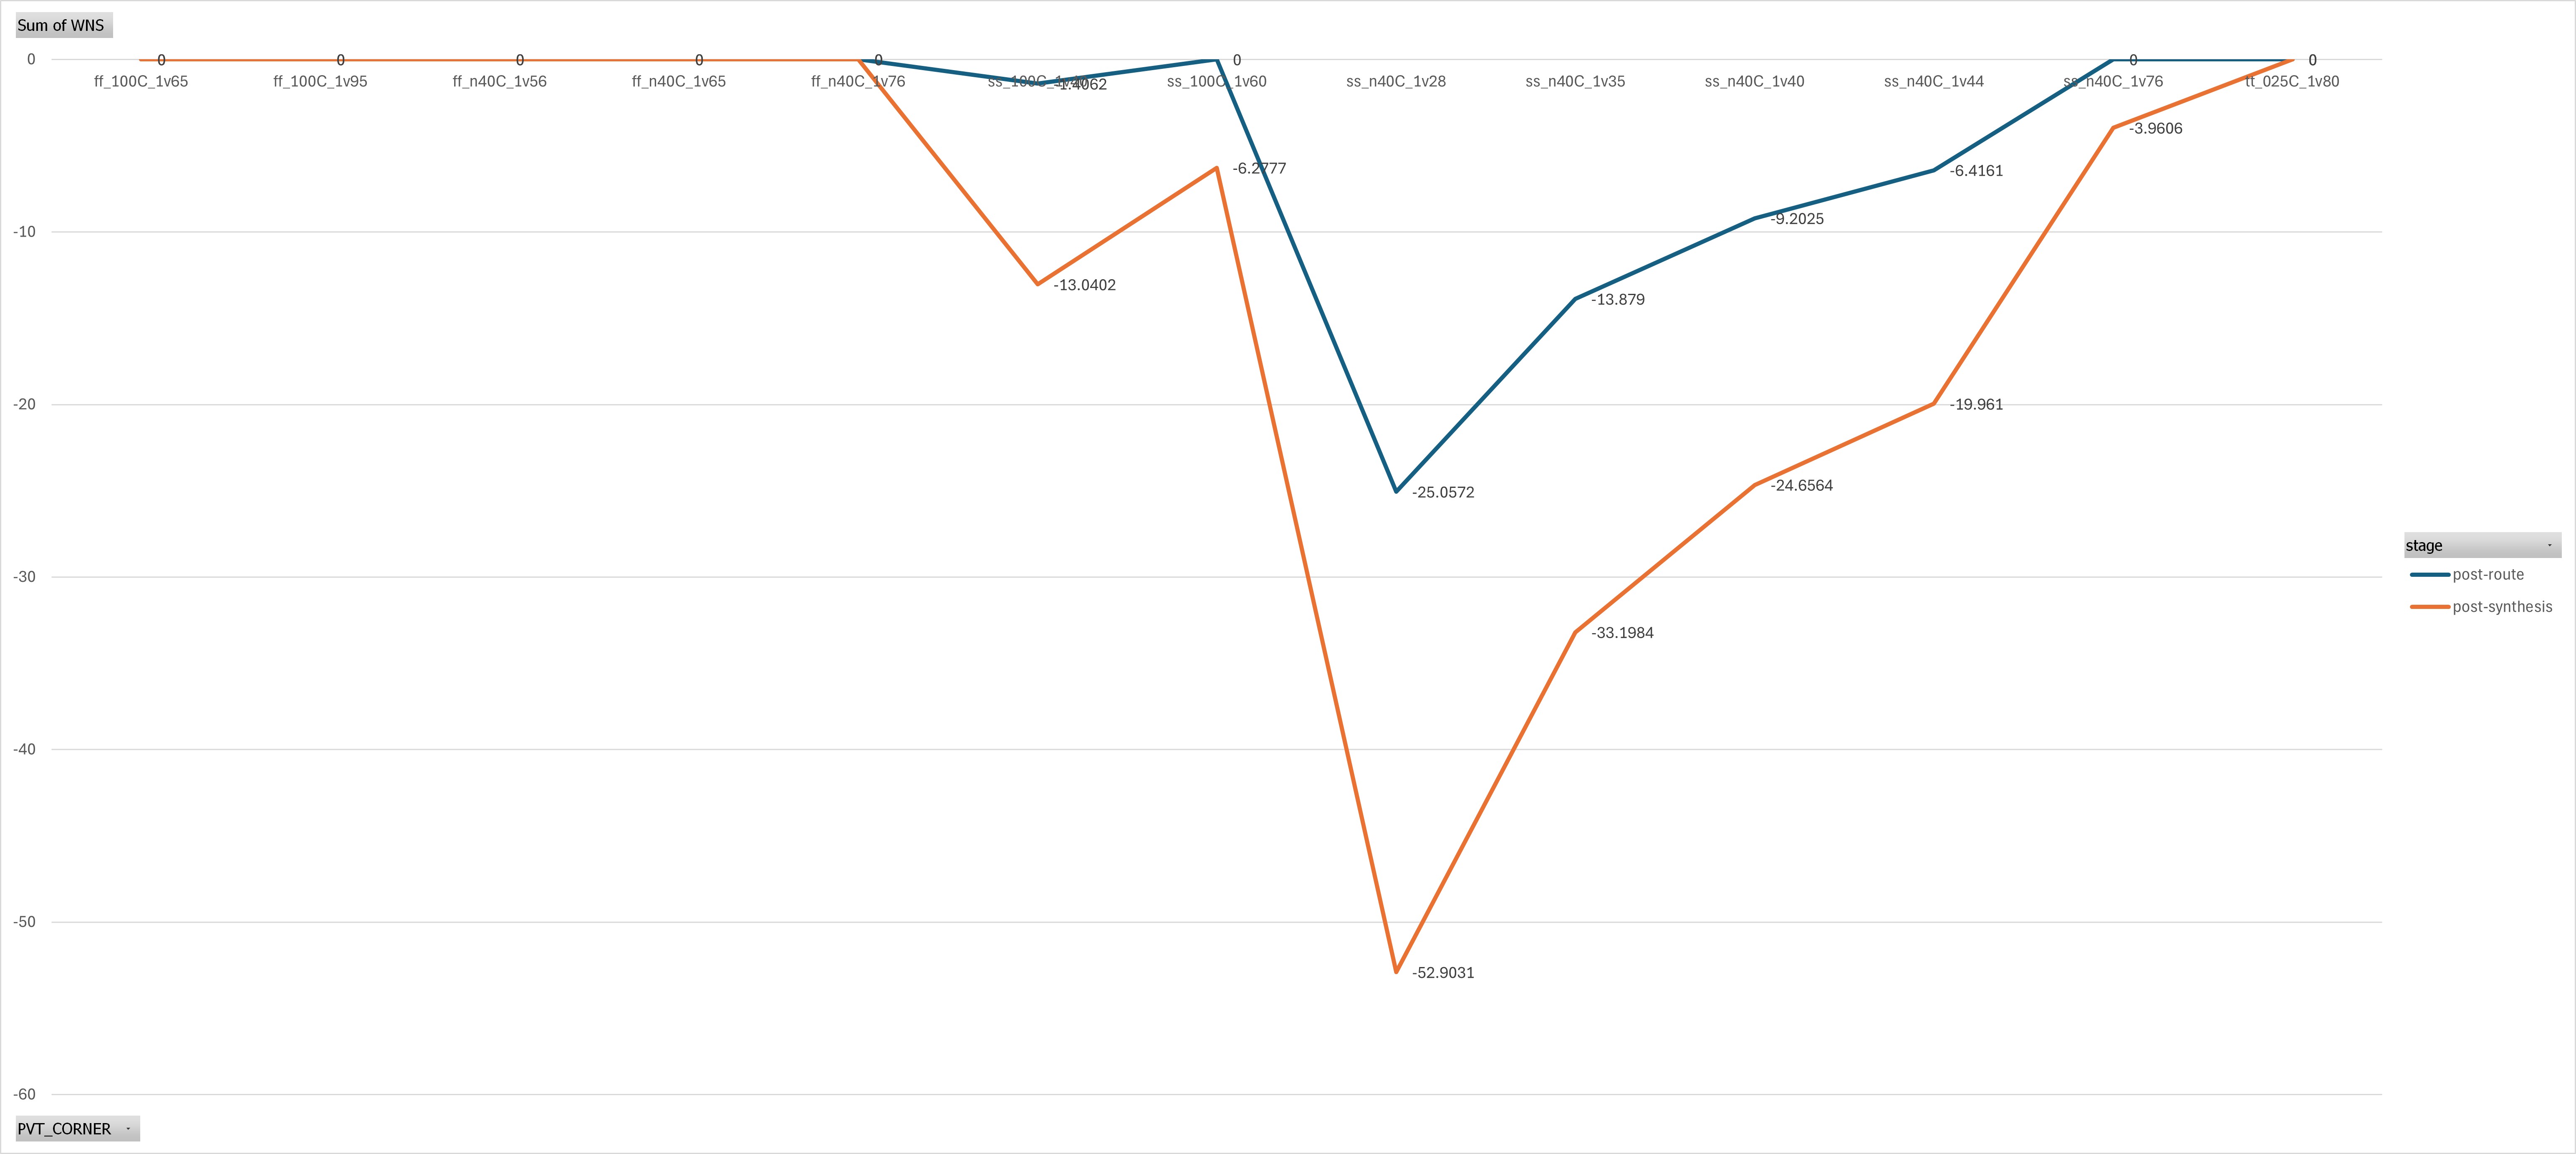 Sum of WNS
0
0 0 0 0 0 0 0 0
ff_100C_1v65 ff_100C_1v95 ff_n40C_1v56 ff_n40C_1v65 ff_n40C_1v76 ss_100C_1v60 ss_n40C_1v28 ss_n40C_1v35 ss_n40C_1v40 ss_n40C_1v44 ss_n40C_1v76 tt_025C_1v80
-1.4062
-3.9606
-6.2777
-6.4161
-9.2025
-10
-13.0402
-13.879
-20
-19.961
-24.6564
-25.0572
-30
-33.1984
-40
-50
-52.9031
-60
stage
post-route
post-synthesis
PVT_CORNER